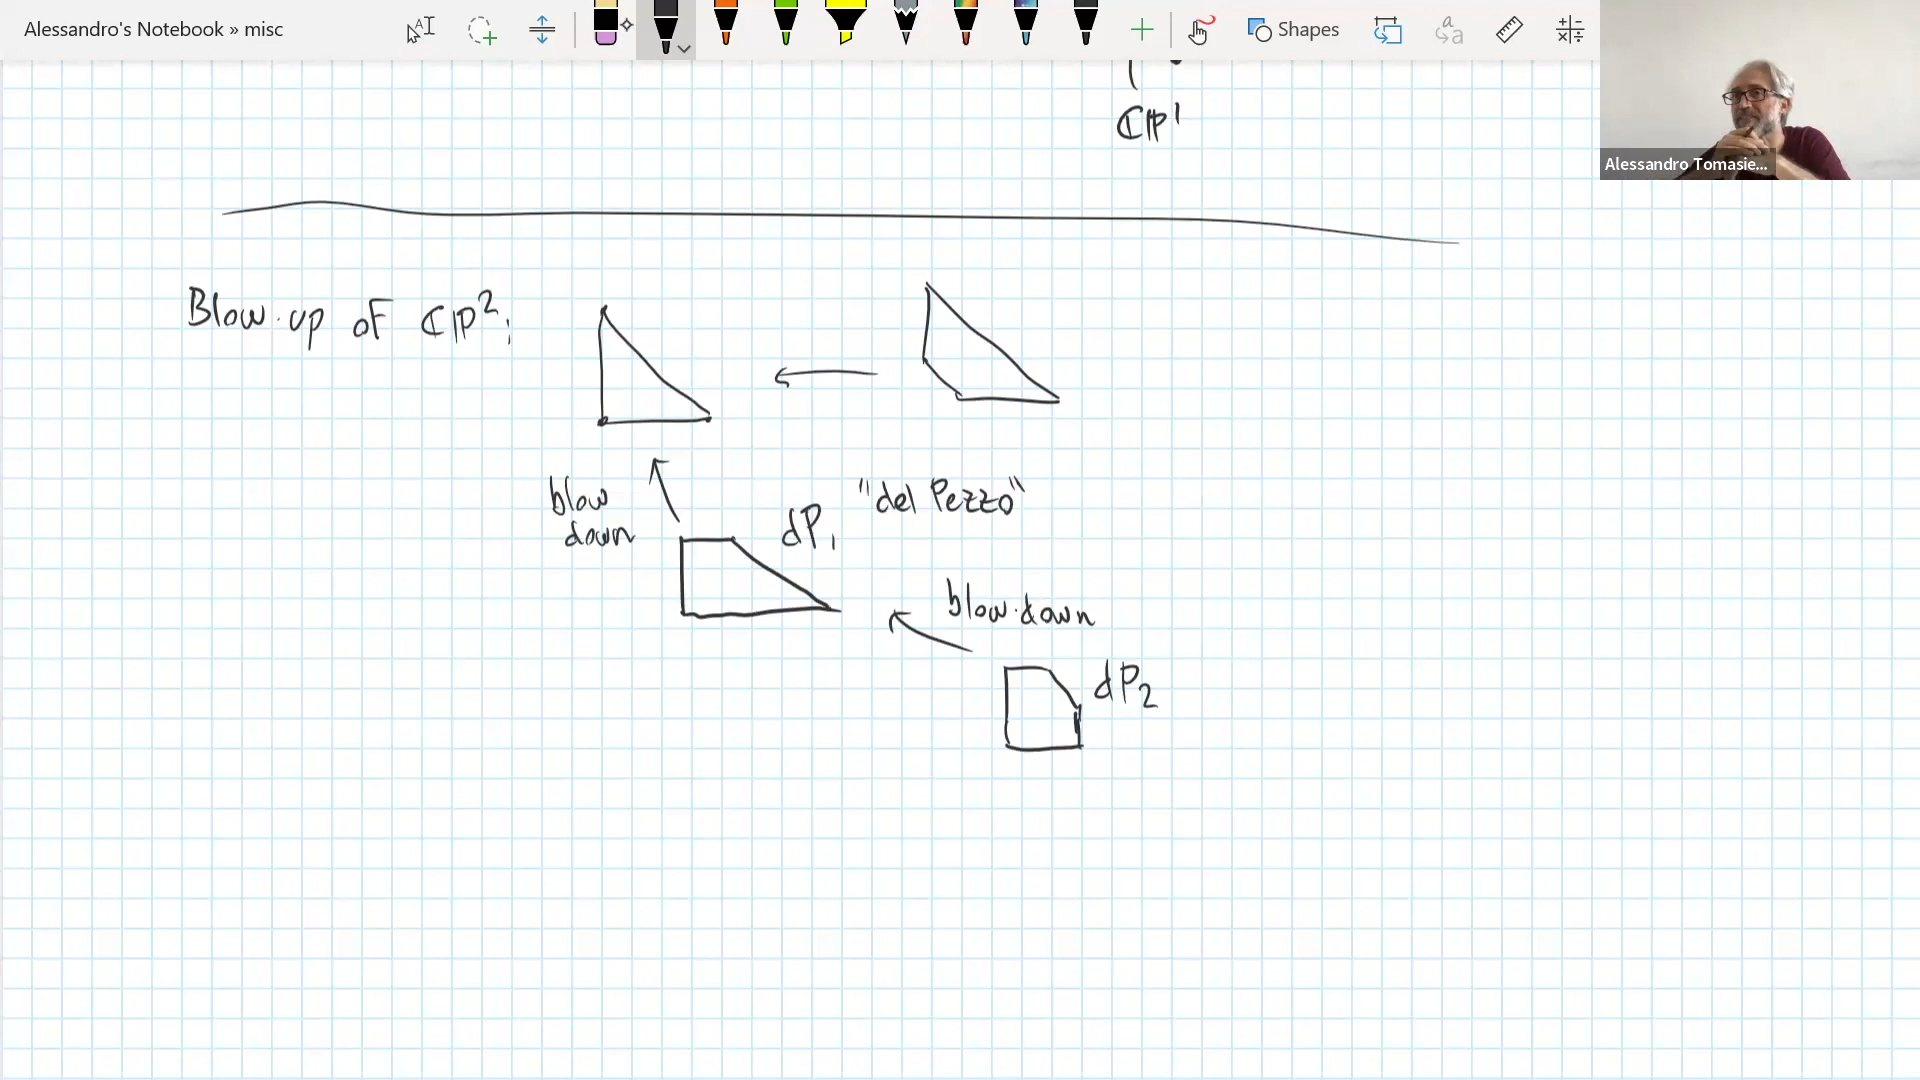 Alessandro's Notebook » misc
Shapes
Alessandro Tomasie...
ℂℙ¹
Blow-up of ℂℙ²:
blow
down
dP₁
"del Pezzo"
blow-down
dP₂